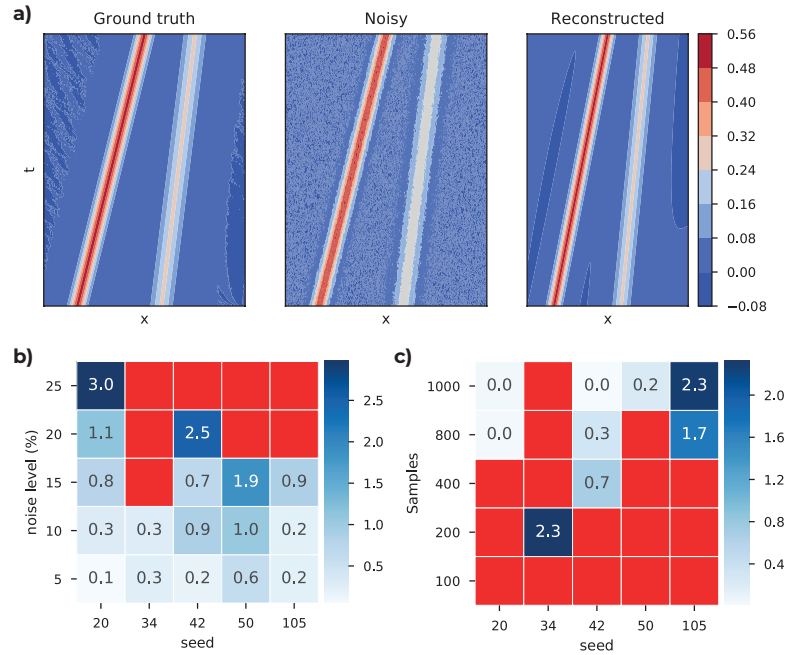 a)
Ground truth
Noisy
Reconstructed
t
x
x
x
0.56
0.48
0.40
0.32
0.24
0.16
0.08
0.00
−0.08
b)
noise level (%)
25 3.0
20 1.1 2.5
15 0.8 0.7 1.9 0.9
10 0.3 0.3 0.9 1.0 0.2
5 0.1 0.3 0.2 0.6 0.2
20 34 42 50 105
seed
2.5
2.0
1.5
1.0
0.5
c)
Samples
1000 0.0 0.0 0.2 2.3
800 0.0 0.3 1.7
400 0.7
200 2.3
100
20 34 42 50 105
seed
2.0
1.6
1.2
0.8
0.4